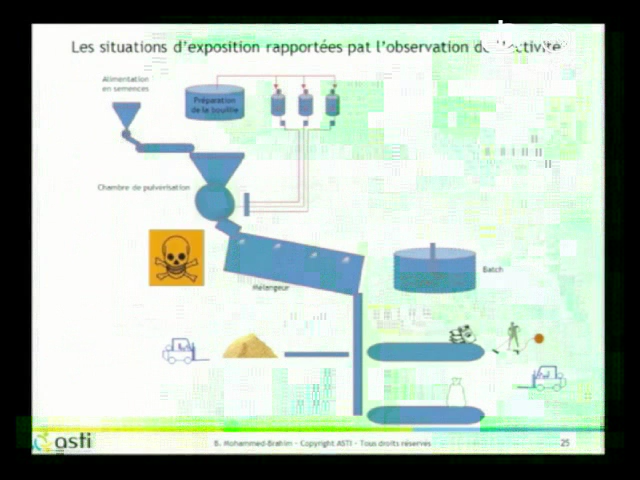 Les situations d'exposition rapportées pat l'observation de l'activité
Alimentation
en semences
Préparation
de la bouillie
Chambre de pulvérisation
Mélangeur
Batch
asti
B. Mohammed-Brahim - Copyright ASTI - Tous droits réservés
25